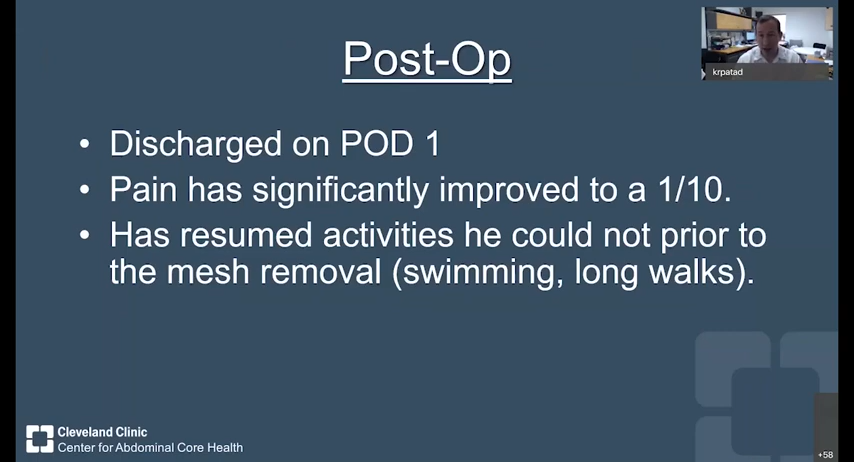 Post-Op
krpatad
• Discharged on POD 1
• Pain has significantly improved to a 1/10.
• Has resumed activities he could not prior to
the mesh removal (swimming, long walks).
Cleveland Clinic
Center for Abdominal Core Health
+58